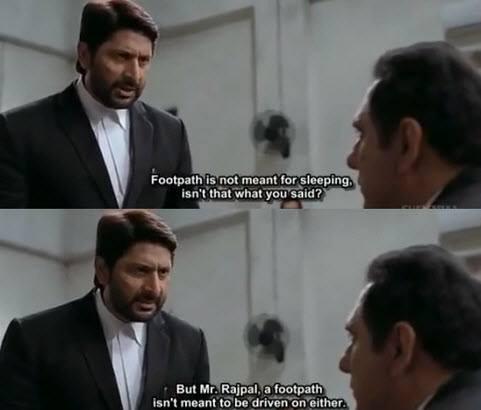 Footpath is not meant for sleeping,
isn't that what you said?
But Mr. Rajpal, a footpath
isn't meant to be driven on either.